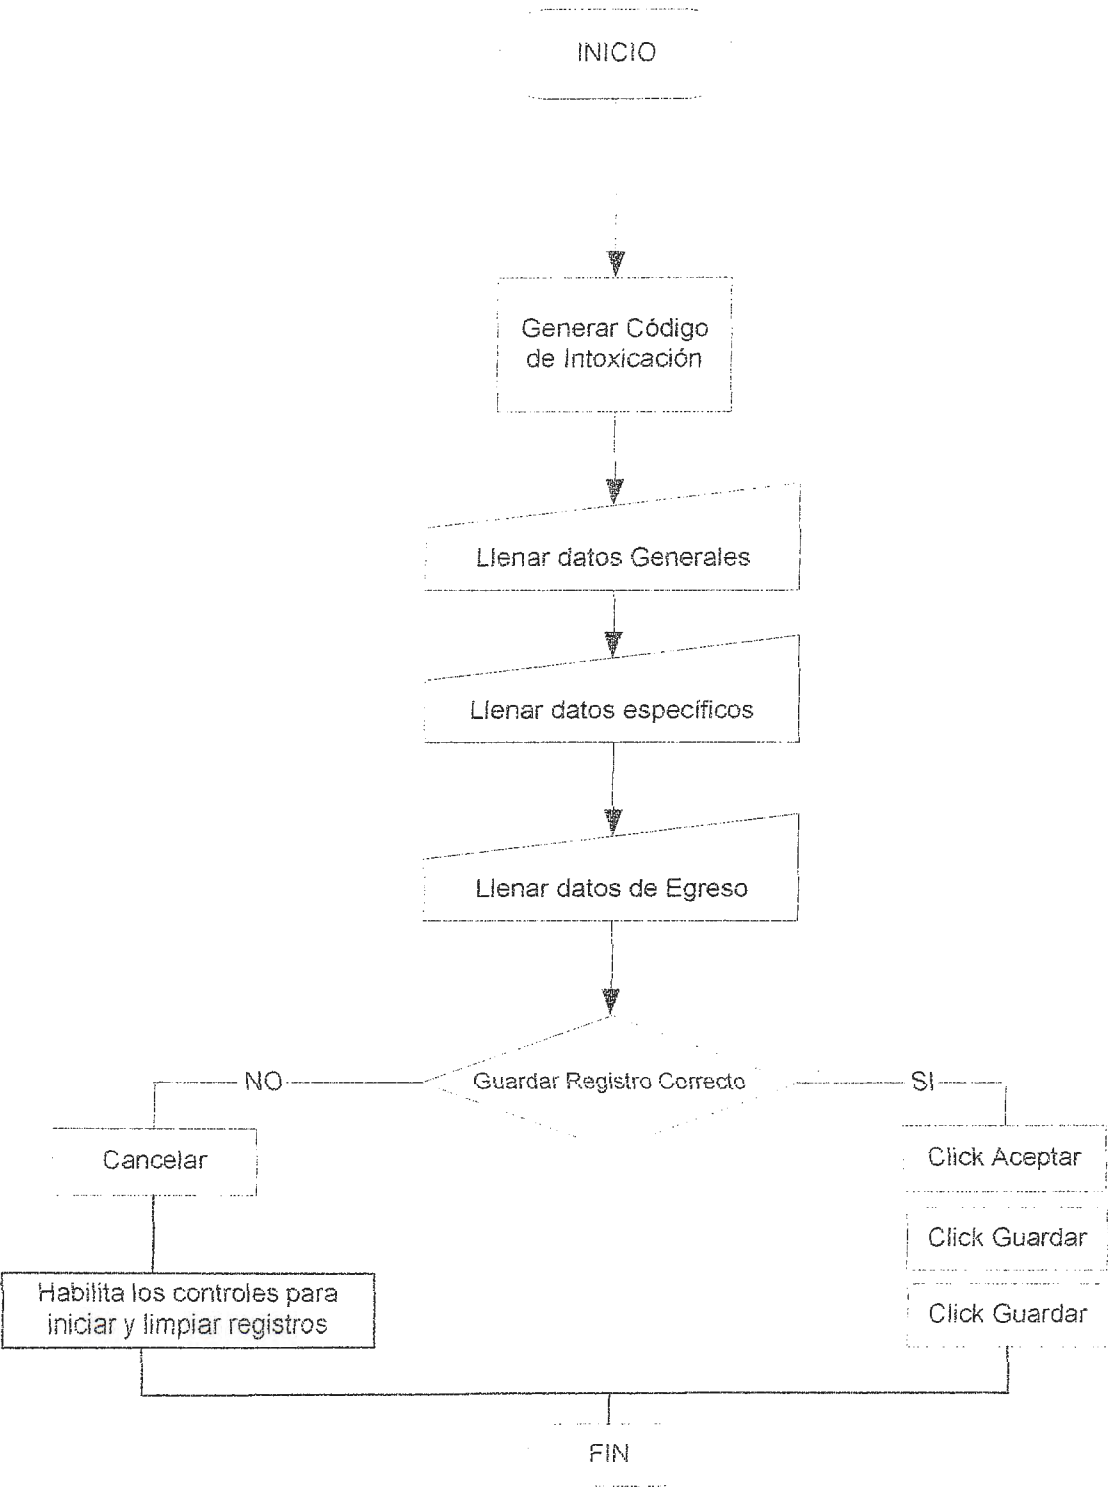 INICIO
Generar Código
de Intoxicación
Llenar datos Generales
Llenar datos específicos
Llenar datos de Egreso
Guardar Registro Correcto
NO
SI
Cancelar
Click Aceptar
Click Guardar
Habilita los controles para
iniciar y limpiar registros
Click Guardar
FIN